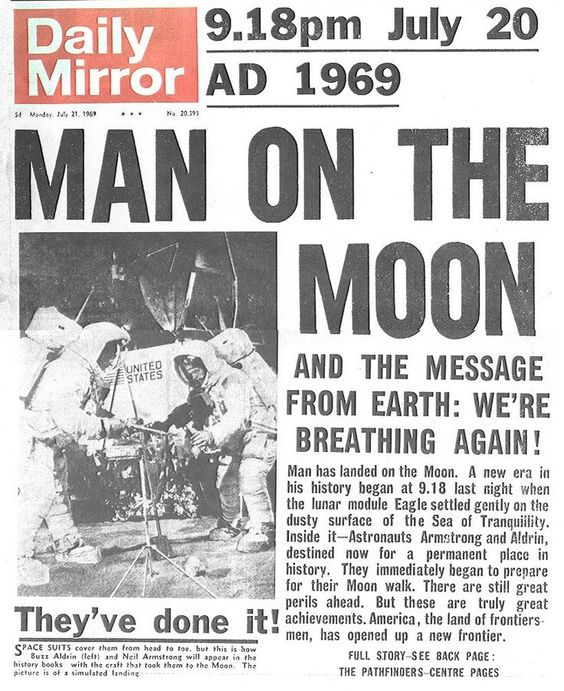 Daily
Mirror
9.18pm July 20
AD 1969
5d Monday, July 21, 1969 * * * No. 20,393
MAN ON THE
MOON
UNITED
STATES
AND THE MESSAGE
FROM EARTH: WE'RE
BREATHING AGAIN!
Man has landed on the Moon. A new era in
his history began at 9.18 last night when
the lunar module Eagle settled gently on the
dusty surface of the Sea of Tranquility.
Inside it—Astronauts Armstrong and Aldrin,
destined now for a permanent place in
history. They immediately began to prepare
for their Moon walk. There are still great
perils ahead. But these are truly great
achievements. America, the land of frontiers-
men, has opened up a new frontier.
FULL STORY—SEE BACK PAGE:
THE PATHFINDERS—CENTRE PAGES
They've done it!
SPACE SUITS cover them from head to toe, but this is how
Buzz Aldrin (left) and Neil Armstrong will appear in the
history books with the craft that took them to the Moon. The
picture is of a simulated landing